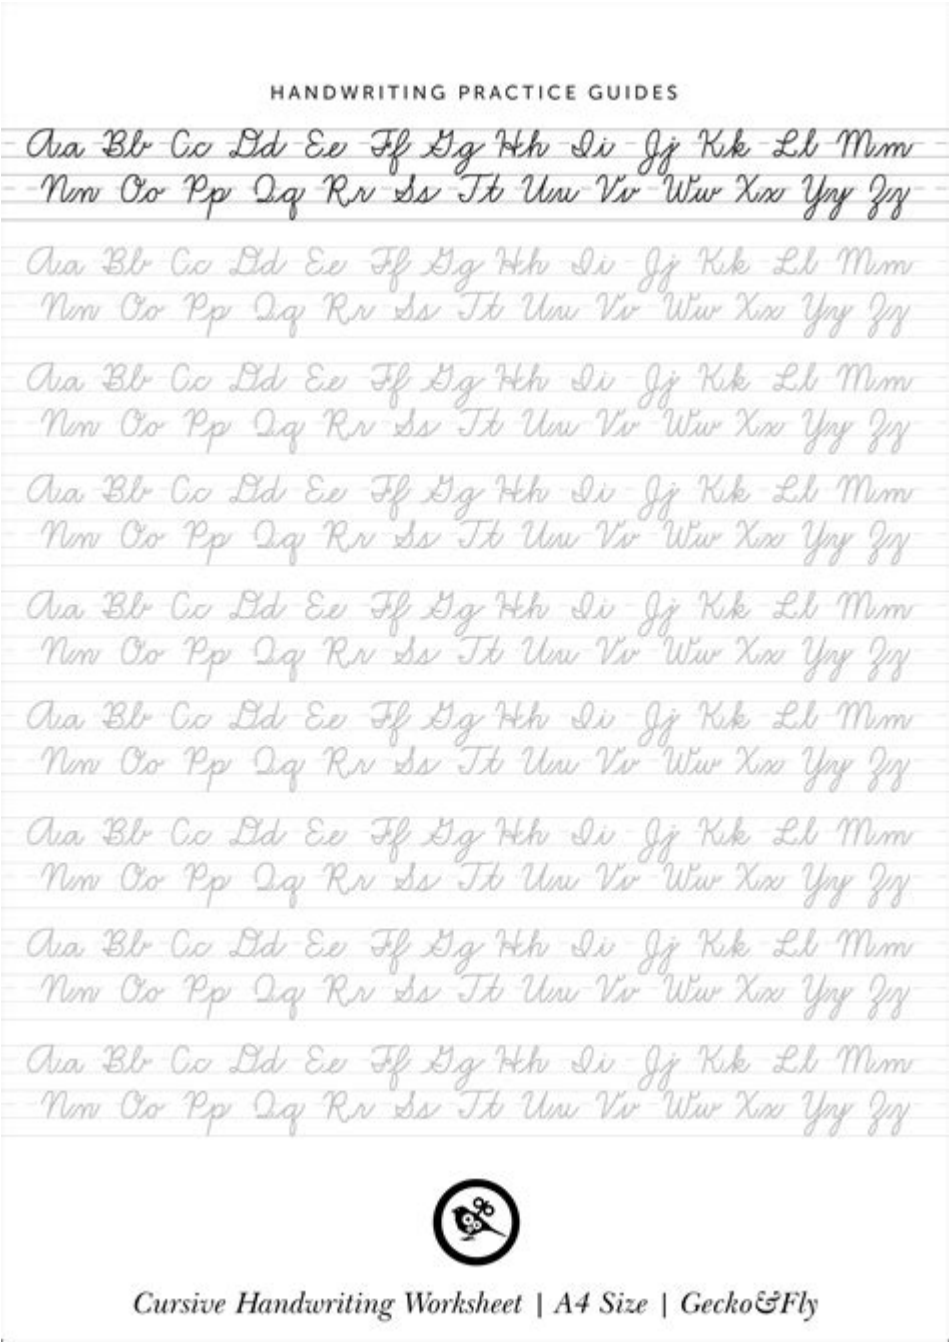 HANDWRITING PRACTICE GUIDES
Aa Bb Cc Dd Ee Ff Gg Hh Ii Jj Kk Ll Mm
Nn Oo Pp Qq Rr Ss Tt Uu Vv Ww Xx Yy Zz
Aa Bb Cc Dd Ee Ff Gg Hh Ii Jj Kk Ll Mm
Nn Oo Pp Qq Rr Ss Tt Uu Vv Ww Xx Yy Zz
Aa Bb Cc Dd Ee Ff Gg Hh Ii Jj Kk Ll Mm
Nn Oo Pp Qq Rr Ss Tt Uu Vv Ww Xx Yy Zz
Aa Bb Cc Dd Ee Ff Gg Hh Ii Jj Kk Ll Mm
Nn Oo Pp Qq Rr Ss Tt Uu Vv Ww Xx Yy Zz
Aa Bb Cc Dd Ee Ff Gg Hh Ii Jj Kk Ll Mm
Nn Oo Pp Qq Rr Ss Tt Uu Vv Ww Xx Yy Zz
Aa Bb Cc Dd Ee Ff Gg Hh Ii Jj Kk Ll Mm
Nn Oo Pp Qq Rr Ss Tt Uu Vv Ww Xx Yy Zz
Aa Bb Cc Dd Ee Ff Gg Hh Ii Jj Kk Ll Mm
Nn Oo Pp Qq Rr Ss Tt Uu Vv Ww Xx Yy Zz
Aa Bb Cc Dd Ee Ff Gg Hh Ii Jj Kk Ll Mm
Nn Oo Pp Qq Rr Ss Tt Uu Vv Ww Xx Yy Zz
Aa Bb Cc Dd Ee Ff Gg Hh Ii Jj Kk Ll Mm
Nn Oo Pp Qq Rr Ss Tt Uu Vv Ww Xx Yy Zz
Cursive Handwriting Worksheet | A4 Size | Gecko&Fly